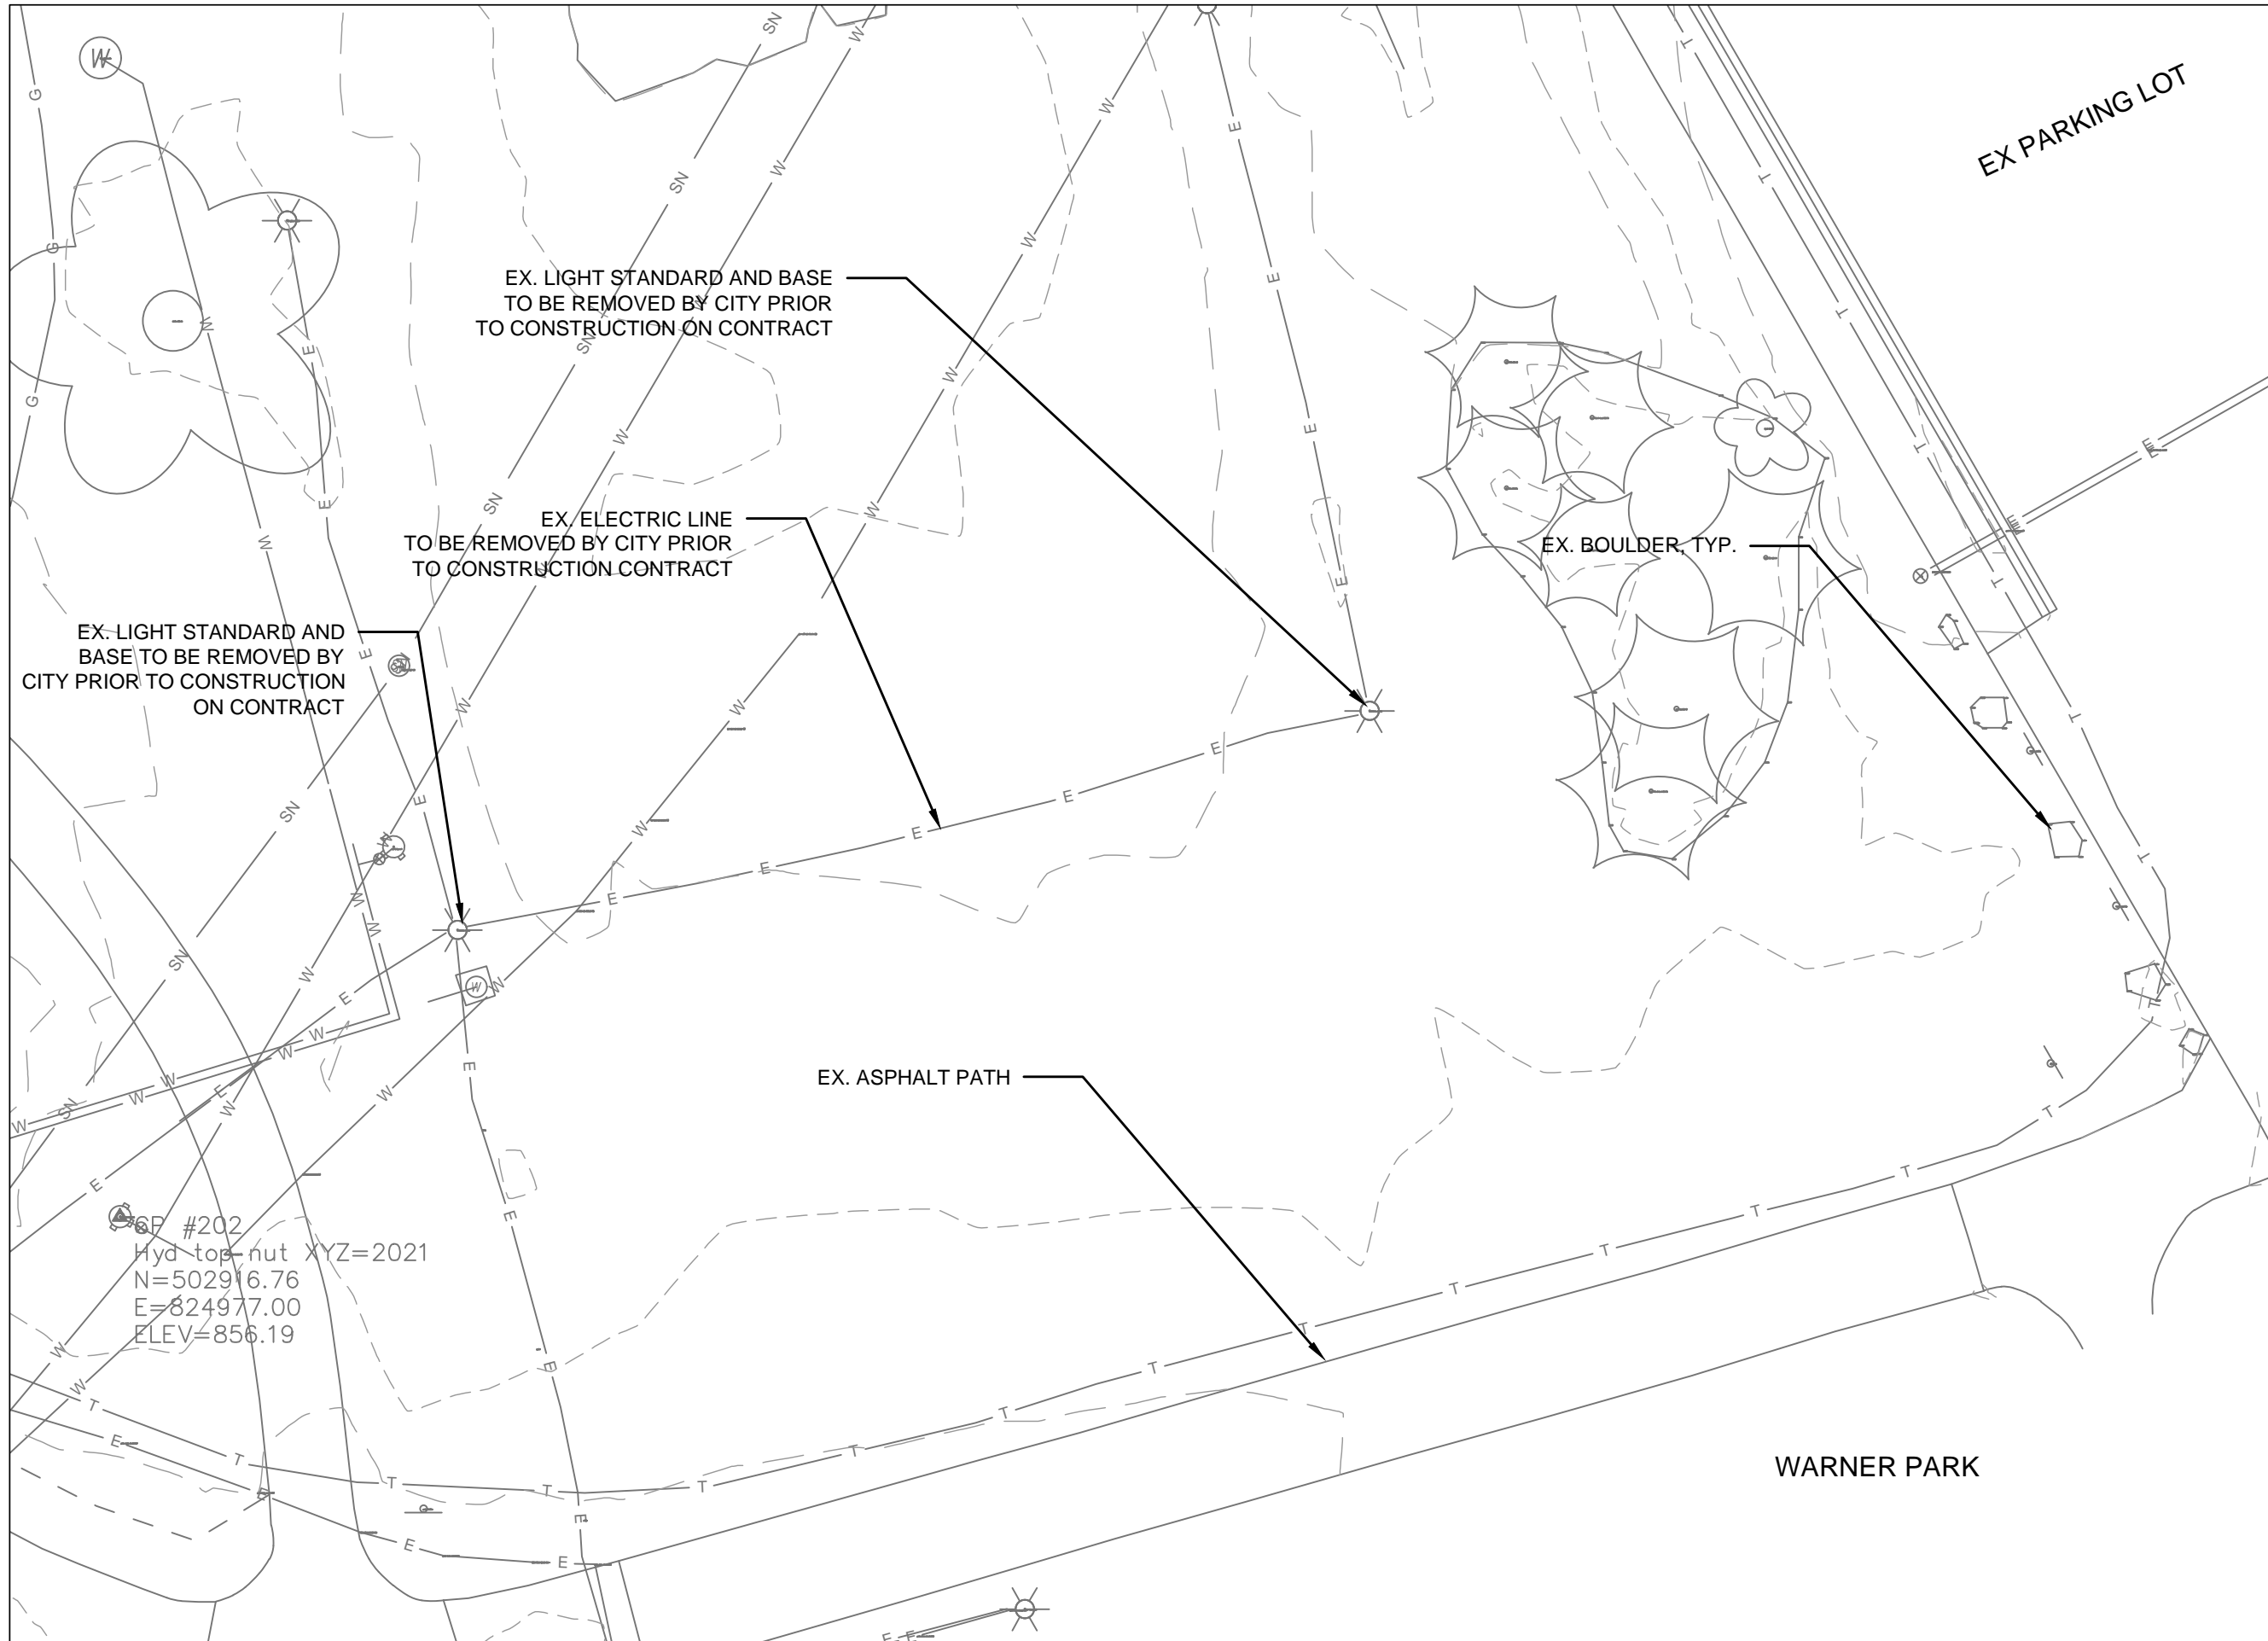 EX PARKING LOT
EX. LIGHT STANDARD AND BASE
TO BE REMOVED BY CITY PRIOR
TO CONSTRUCTION ON CONTRACT
EX. ELECTRIC LINE
TO BE REMOVED BY CITY PRIOR
TO CONSTRUCTION CONTRACT
EX. BOULDER, TYP.
EX. LIGHT STANDARD AND
BASE TO BE REMOVED BY
CITY PRIOR TO CONSTRUCTION
ON CONTRACT
EX. ASPHALT PATH
#202
Hyd top nut XYZ=2021
N=502916.76
E=824977.00
ELEV=856.19
WARNER PARK